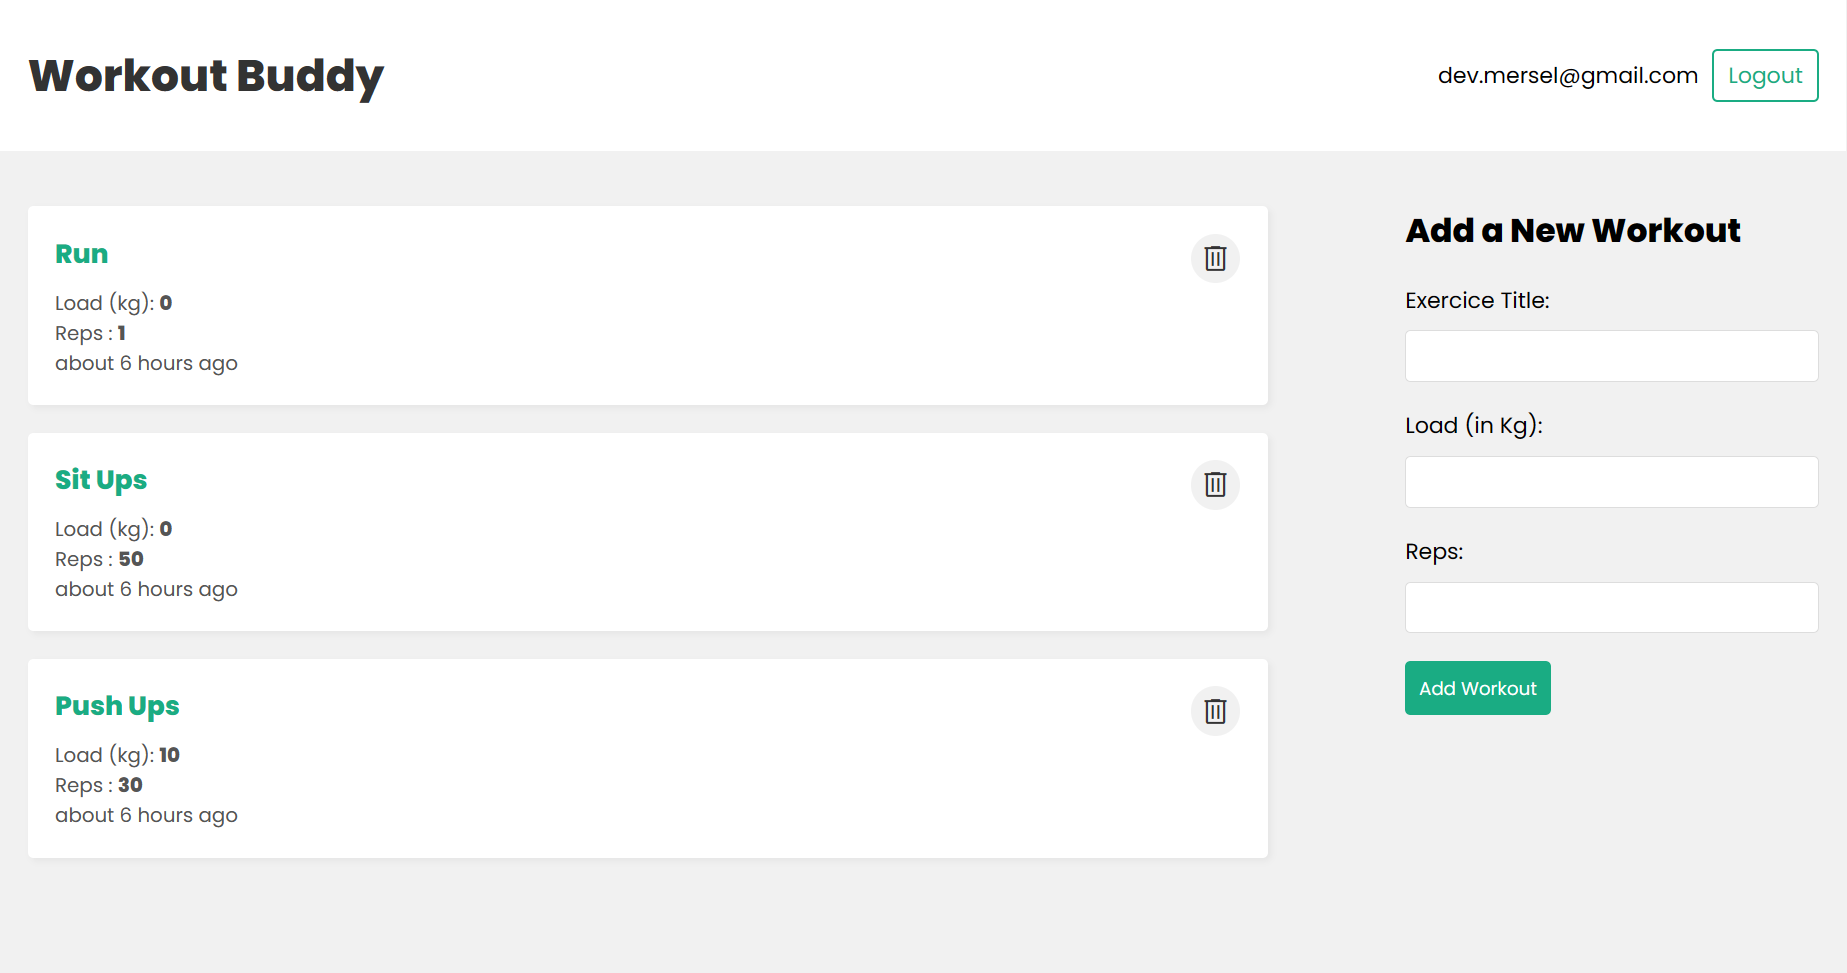 Workout Buddy
dev.mersel@gmail.com
Logout
Run
Load (kg): 0
Reps : 1
about 6 hours ago
Sit Ups
Load (kg): 0
Reps : 50
about 6 hours ago
Push Ups
Load (kg): 10
Reps : 30
about 6 hours ago
Add a New Workout
Exercice Title:
Load (in Kg):
Reps:
Add Workout